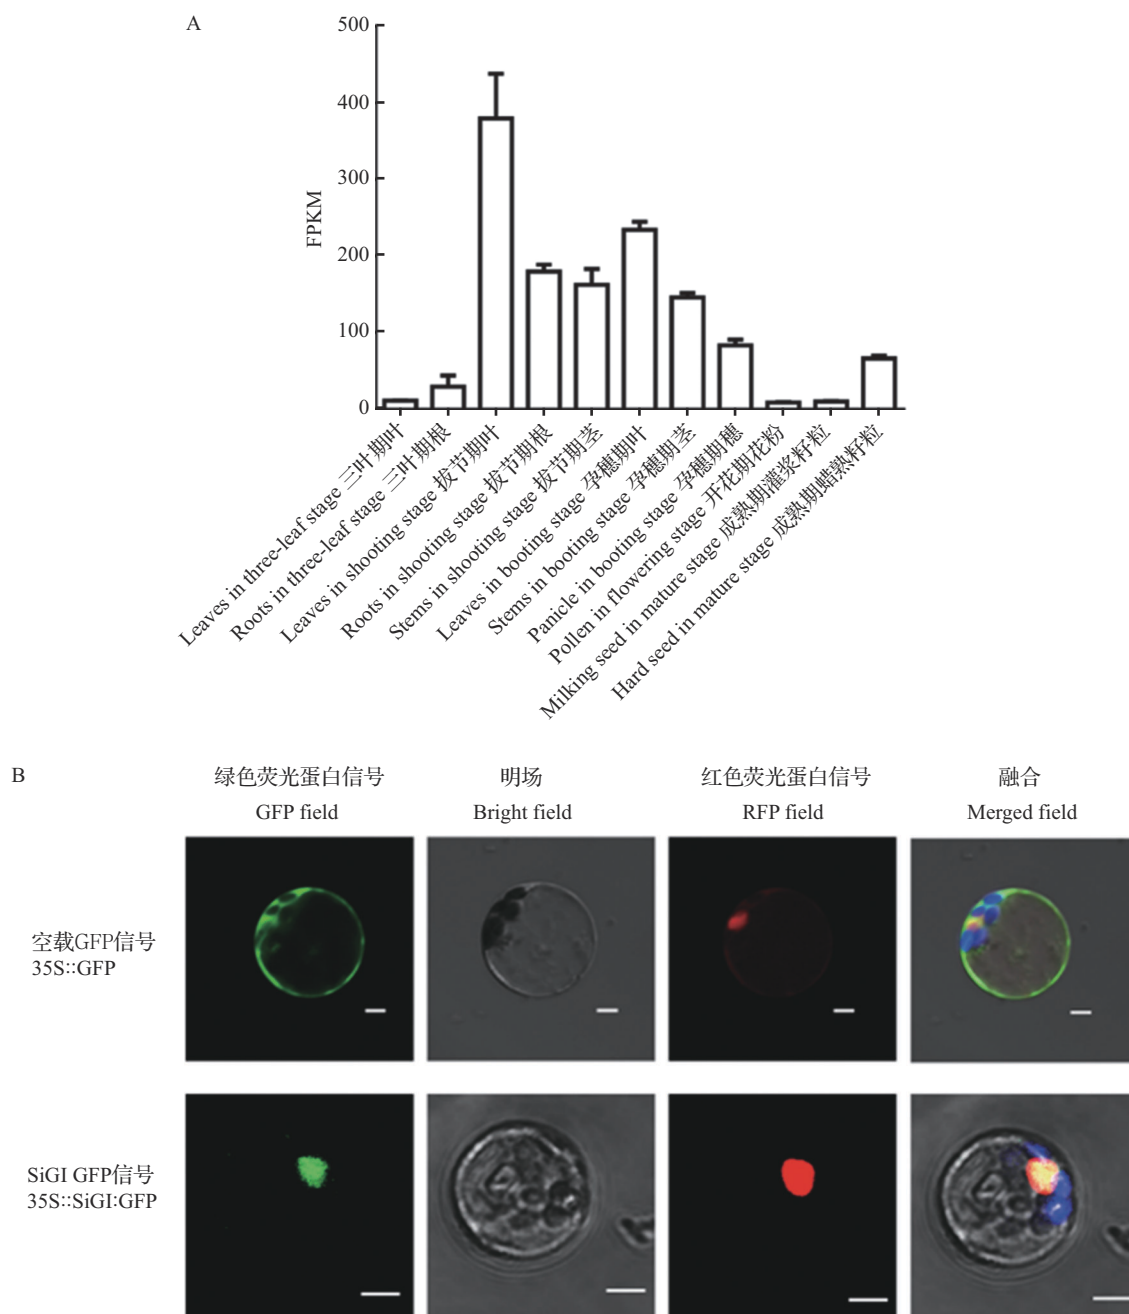 A
500
400
300
200
100
0
FPKM
Leaves in three-leaf stage 三叶期叶
Roots in three-leaf stage 三叶期根
Leaves in shooting stage 拔节期叶
Roots in shooting stage 拔节期根
Stems in shooting stage 拔节期茎
Leaves in booting stage 孕穗期叶
Stems in booting stage 孕穗期茎
Panicle in booting stage 孕穗期穗
Pollen in flowering stage 开花期花粉
Milking seed in mature stage 成熟期灌浆籽粒
Hard seed in mature stage 成熟期蜡熟籽粒
B
绿色荧光蛋白信号 明场 红色荧光蛋白信号 融合
GFP field Bright field RFP field Merged field
空载GFP信号
35S::GFP
SiGI GFP信号
35S::SiGI:GFP